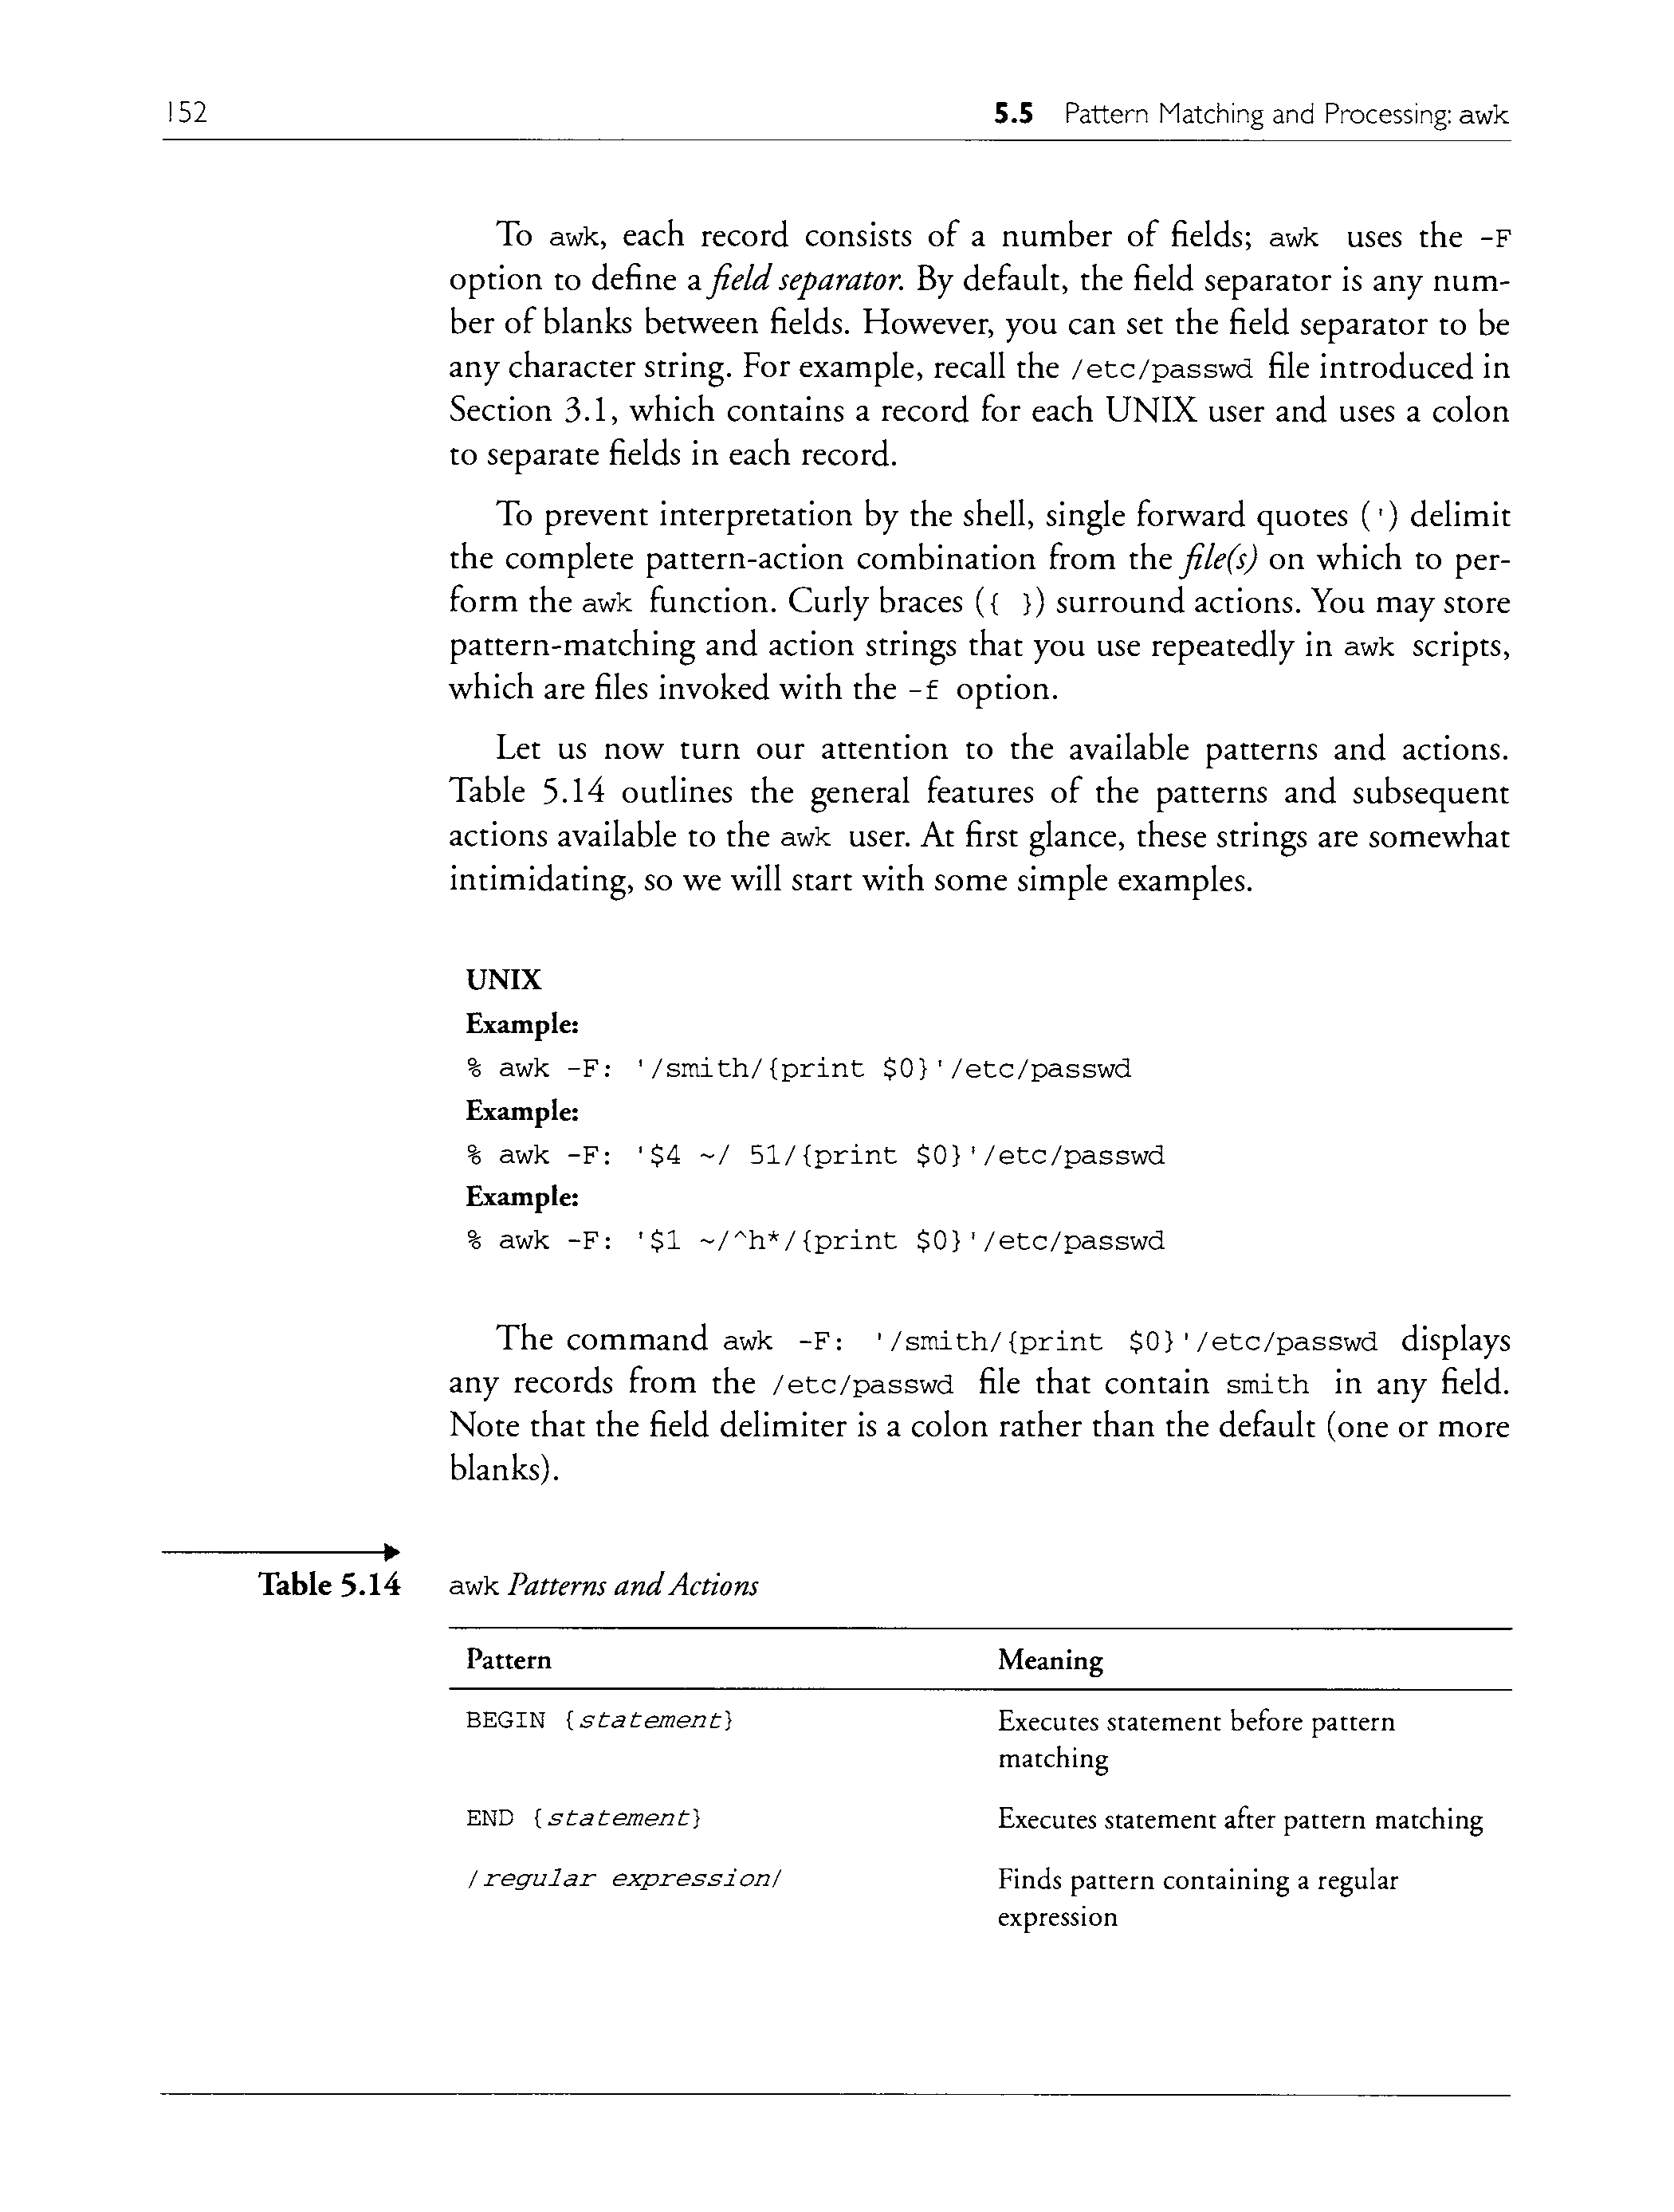 152 5.5 Pattern Matching and Processing: awk
To awk, each record consists of a number of fields; awk uses the -F
option to define a field separator. By default, the field separator is any num-
ber of blanks between fields. However, you can set the field separator to be
any character string. For example, recall the /etc/passwd file introduced in
Section 3.1, which contains a record for each UNIX user and uses a colon
to separate fields in each record.
To prevent interpretation by the shell, single forward quotes (') delimit
the complete pattern-action combination from the file(s) on which to per-
form the awk function. Curly braces ({ }) surround actions. You may store
pattern-matching and action strings that you use repeatedly in awk scripts,
which are files invoked with the -f option.
Let us now turn our attention to the available patterns and actions.
Table 5.14 outlines the general features of the patterns and subsequent
actions available to the awk user. At first glance, these strings are somewhat
intimidating, so we will start with some simple examples.
UNIX
Example:
% awk -F: '/smith/{print $0}'/etc/passwd
Example:
% awk -F: '$4 ~/ 51/{print $0}'/etc/passwd
Example:
% awk -F: '$1 ~/^h*/{print $0}'/etc/passwd
The command awk -F: '/smith/{print $0}'/etc/passwd displays
any records from the /etc/passwd file that contain smith in any field.
Note that the field delimiter is a colon rather than the default (one or more
blanks).
Table 5.14 awk Patterns and Actions
Pattern Meaning
BEGIN {statement} Executes statement before pattern
matching
END {statement} Executes statement after pattern matching
/regular expression/ Finds pattern containing a regular
expression